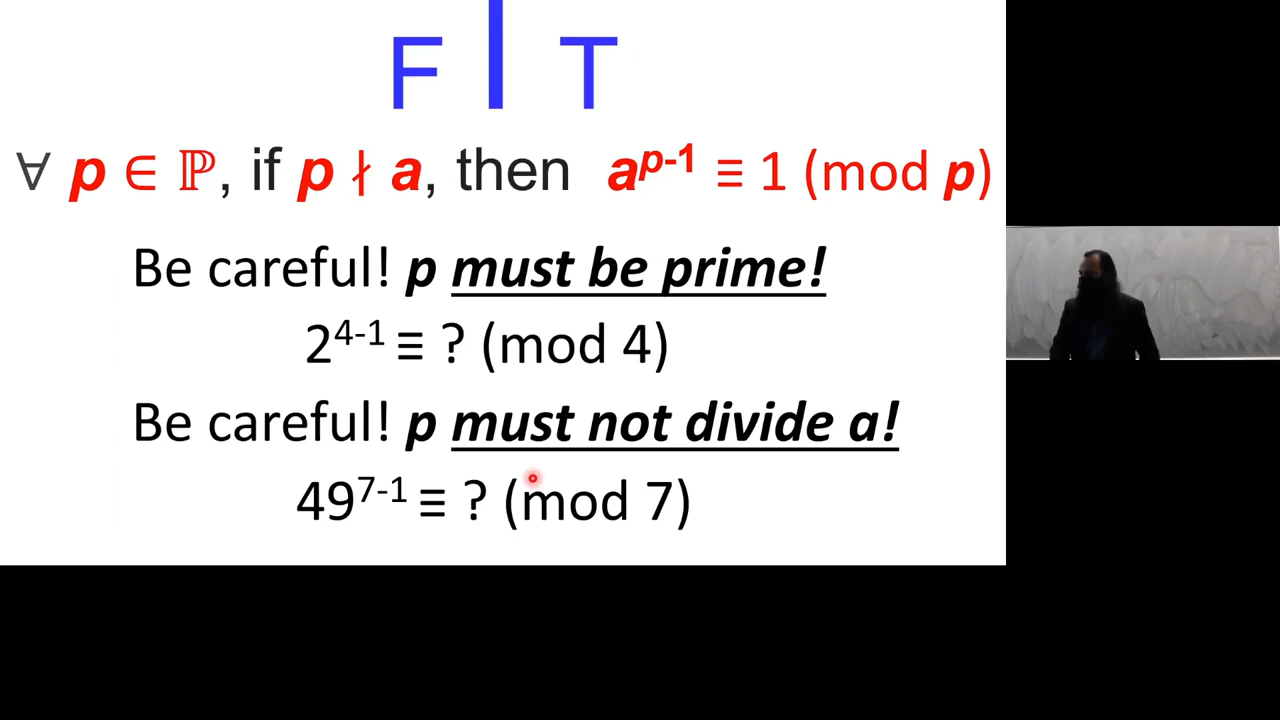 F l T
∀ p ∈ ℙ, if p ∤ a, then a^{p-1} ≡ 1 (mod p)
Be careful! p must be prime!
2^{4-1} ≡ ? (mod 4)
Be careful! p must not divide a!
49^{7-1} ≡ ? (mod 7)